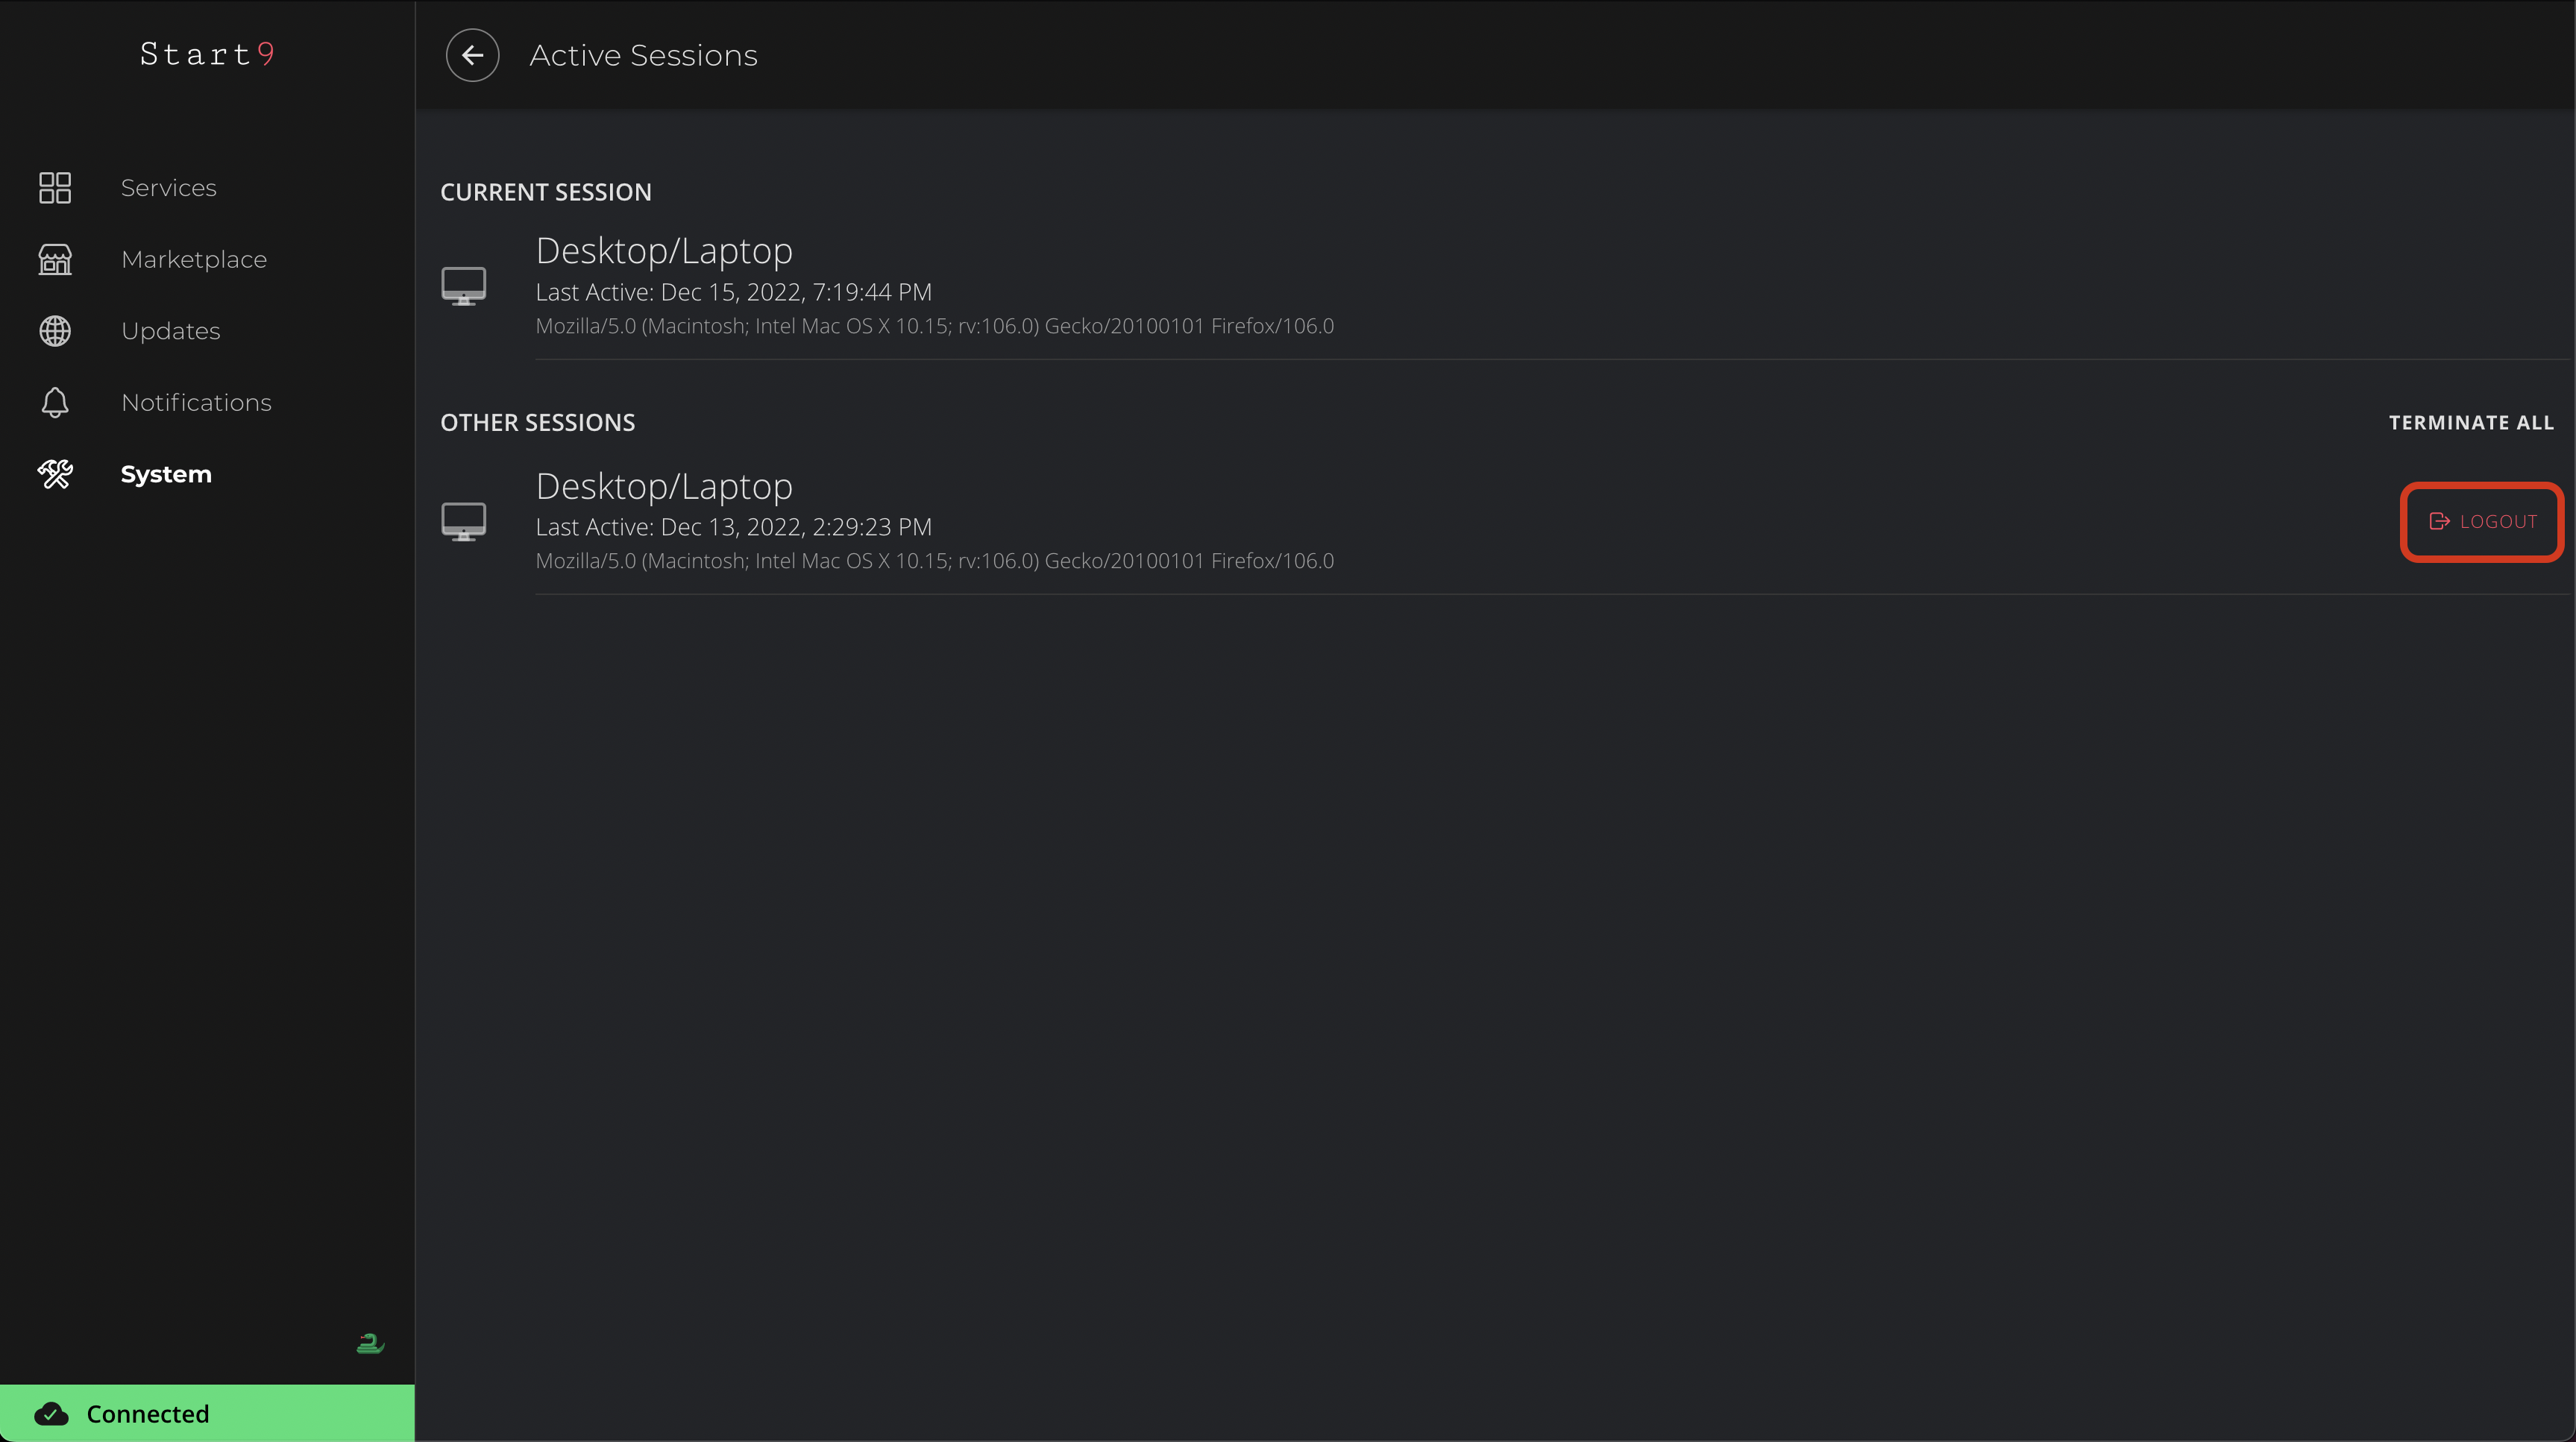 Start9
Active Sessions
Services
Marketplace
Updates
Notifications
System
CURRENT SESSION
Desktop/Laptop
Last Active: Dec 15, 2022, 7:19:44 PM
Mozilla/5.0 (Macintosh; Intel Mac OS X 10.15; rv:106.0) Gecko/20100101 Firefox/106.0
OTHER SESSIONS
TERMINATE ALL
Desktop/Laptop
Last Active: Dec 13, 2022, 2:29:23 PM
Mozilla/5.0 (Macintosh; Intel Mac OS X 10.15; rv:106.0) Gecko/20100101 Firefox/106.0
LOGOUT
Connected